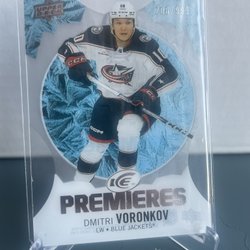 PREMIERES
ICE
DMITRI VORONKOV
LW • BLUE JACKETS